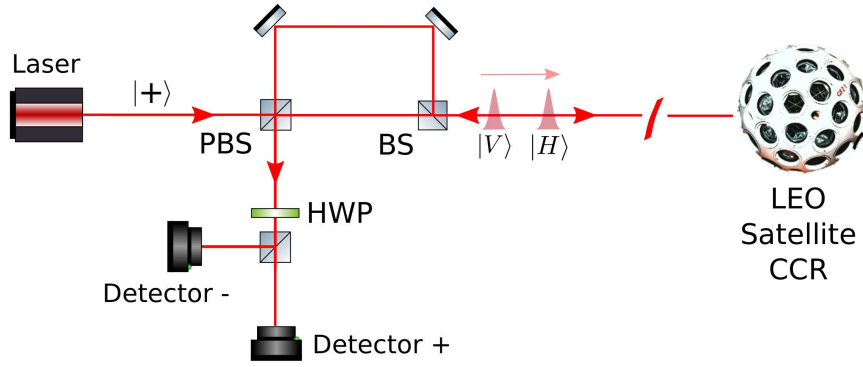 Laser
|+⟩
PBS
BS
|V⟩
|H⟩
HWP
Detector -
Detector +
LEO
Satellite
CCR